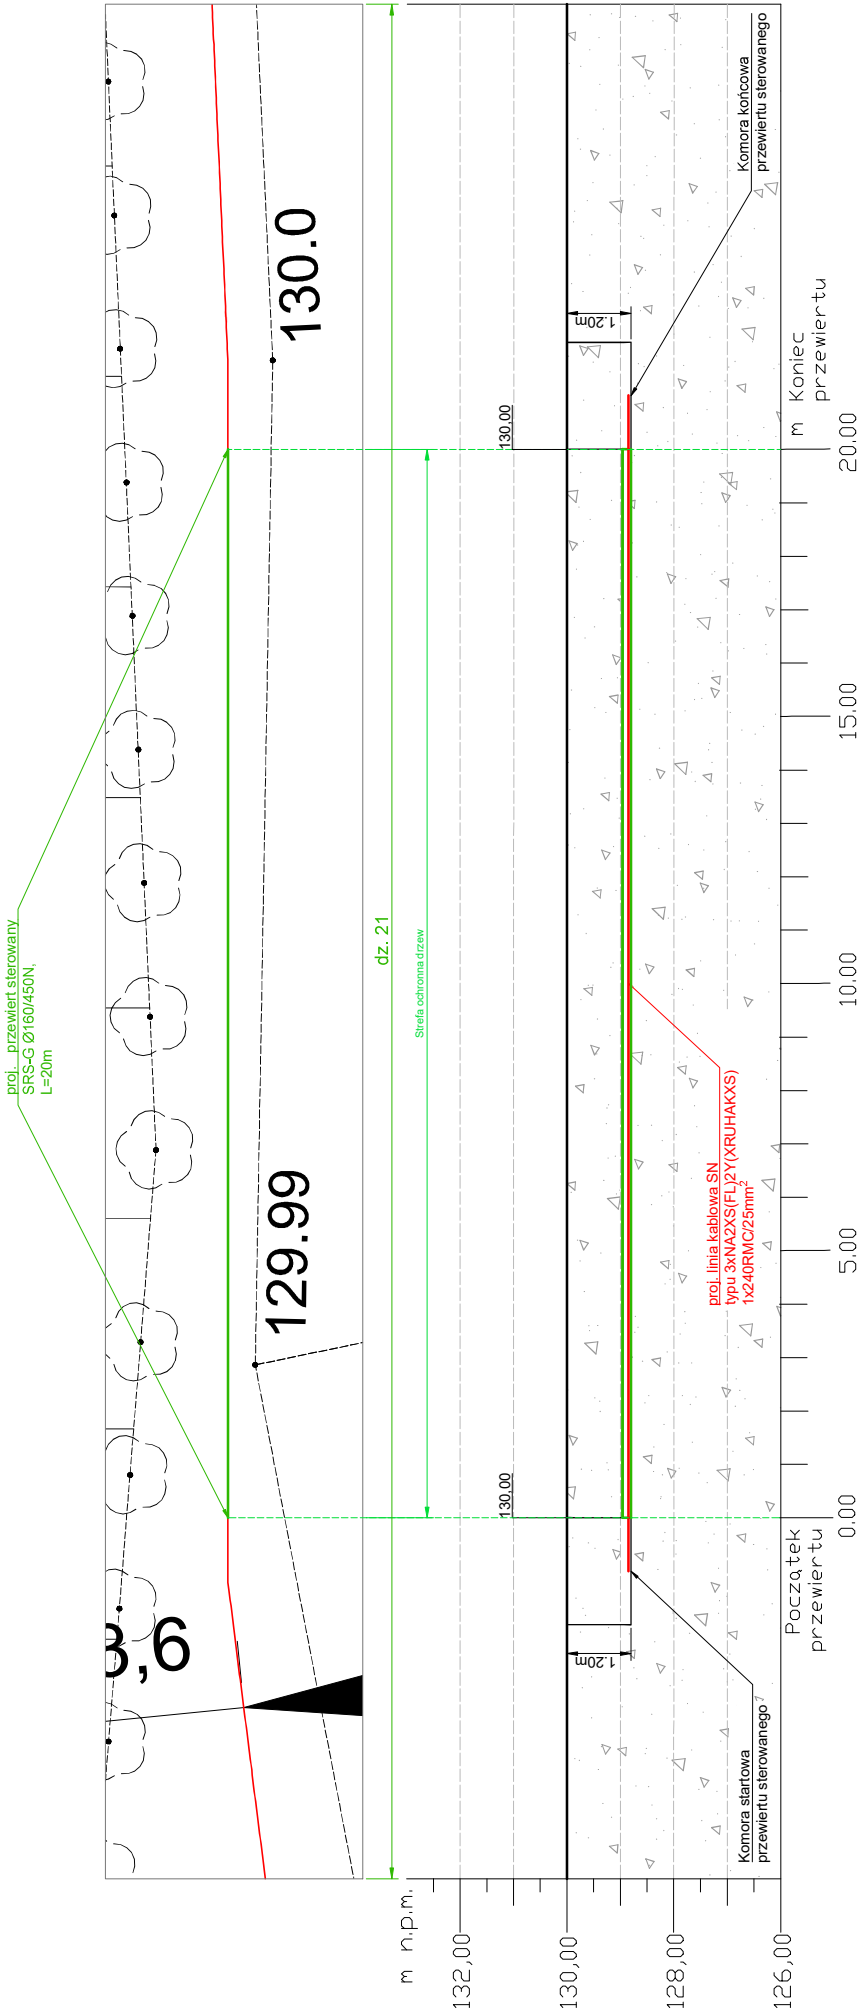 proj. przewiert sterowany
SRS-G Ø160/450N,
L=20m
130.0
129.99
3,6
dz. 21
Strefa ochronna drzew
130,00
130,00
1.20m
1.20m
Komora startowa
przewiertu sterowanego
Komora końcowa
przewiertu sterowanego
proj. linia kablowa SN
typu 3xNA2XS(FL)2Y(XRUHAKXS)
1x240RMC/25mm²
m n.p.m.
132,00
130,00
128,00
126,00
Początek
przewiertu
0.00
5.00
10.00
15.00
20.00
m
Koniec
przewiertu